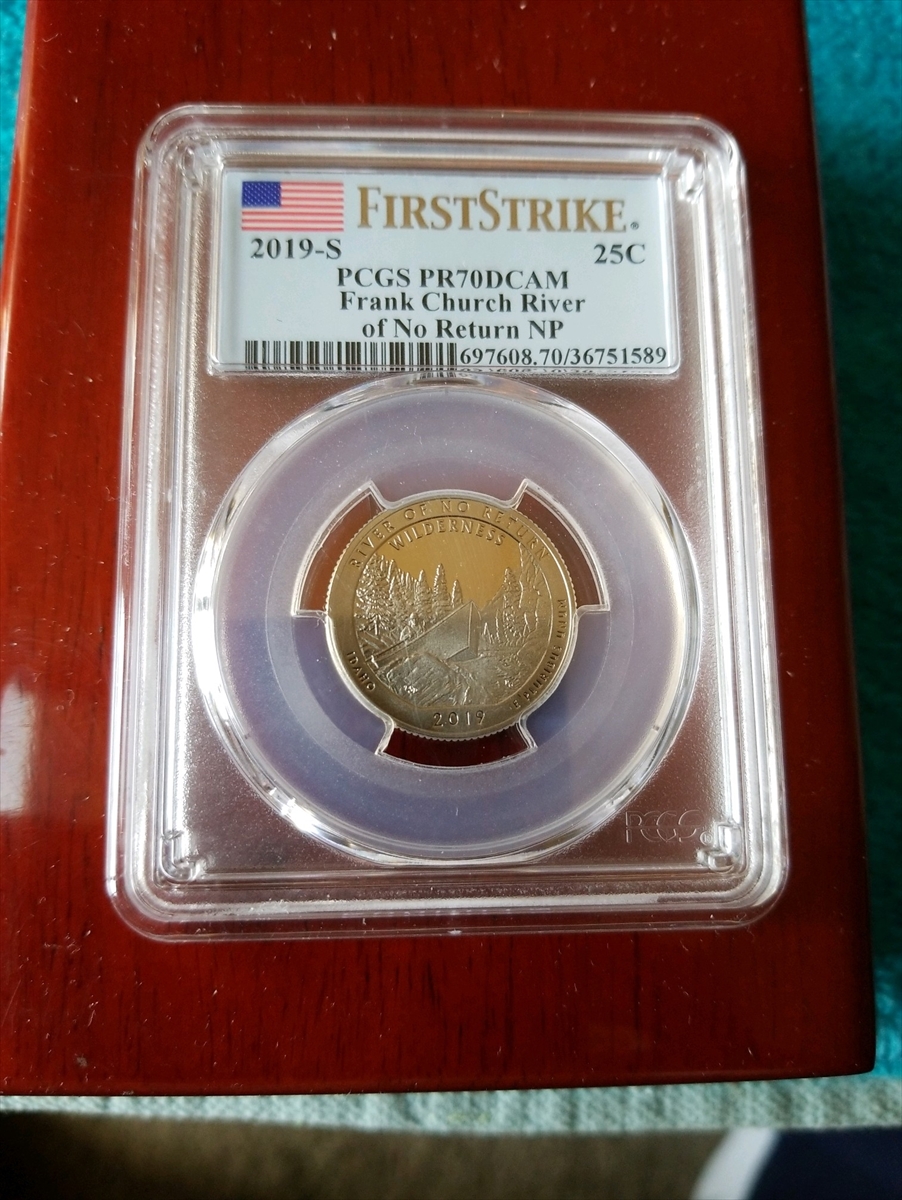 FIRSTSTRIKE®
2019-S 25C
PCGS PR70DCAM
Frank Church River
of No Return NP
697608.70/36751589
RIVER OF NO RETURN
WILDERNESS
IDAHO
E PLURIBUS UNUM
2019
PCGS